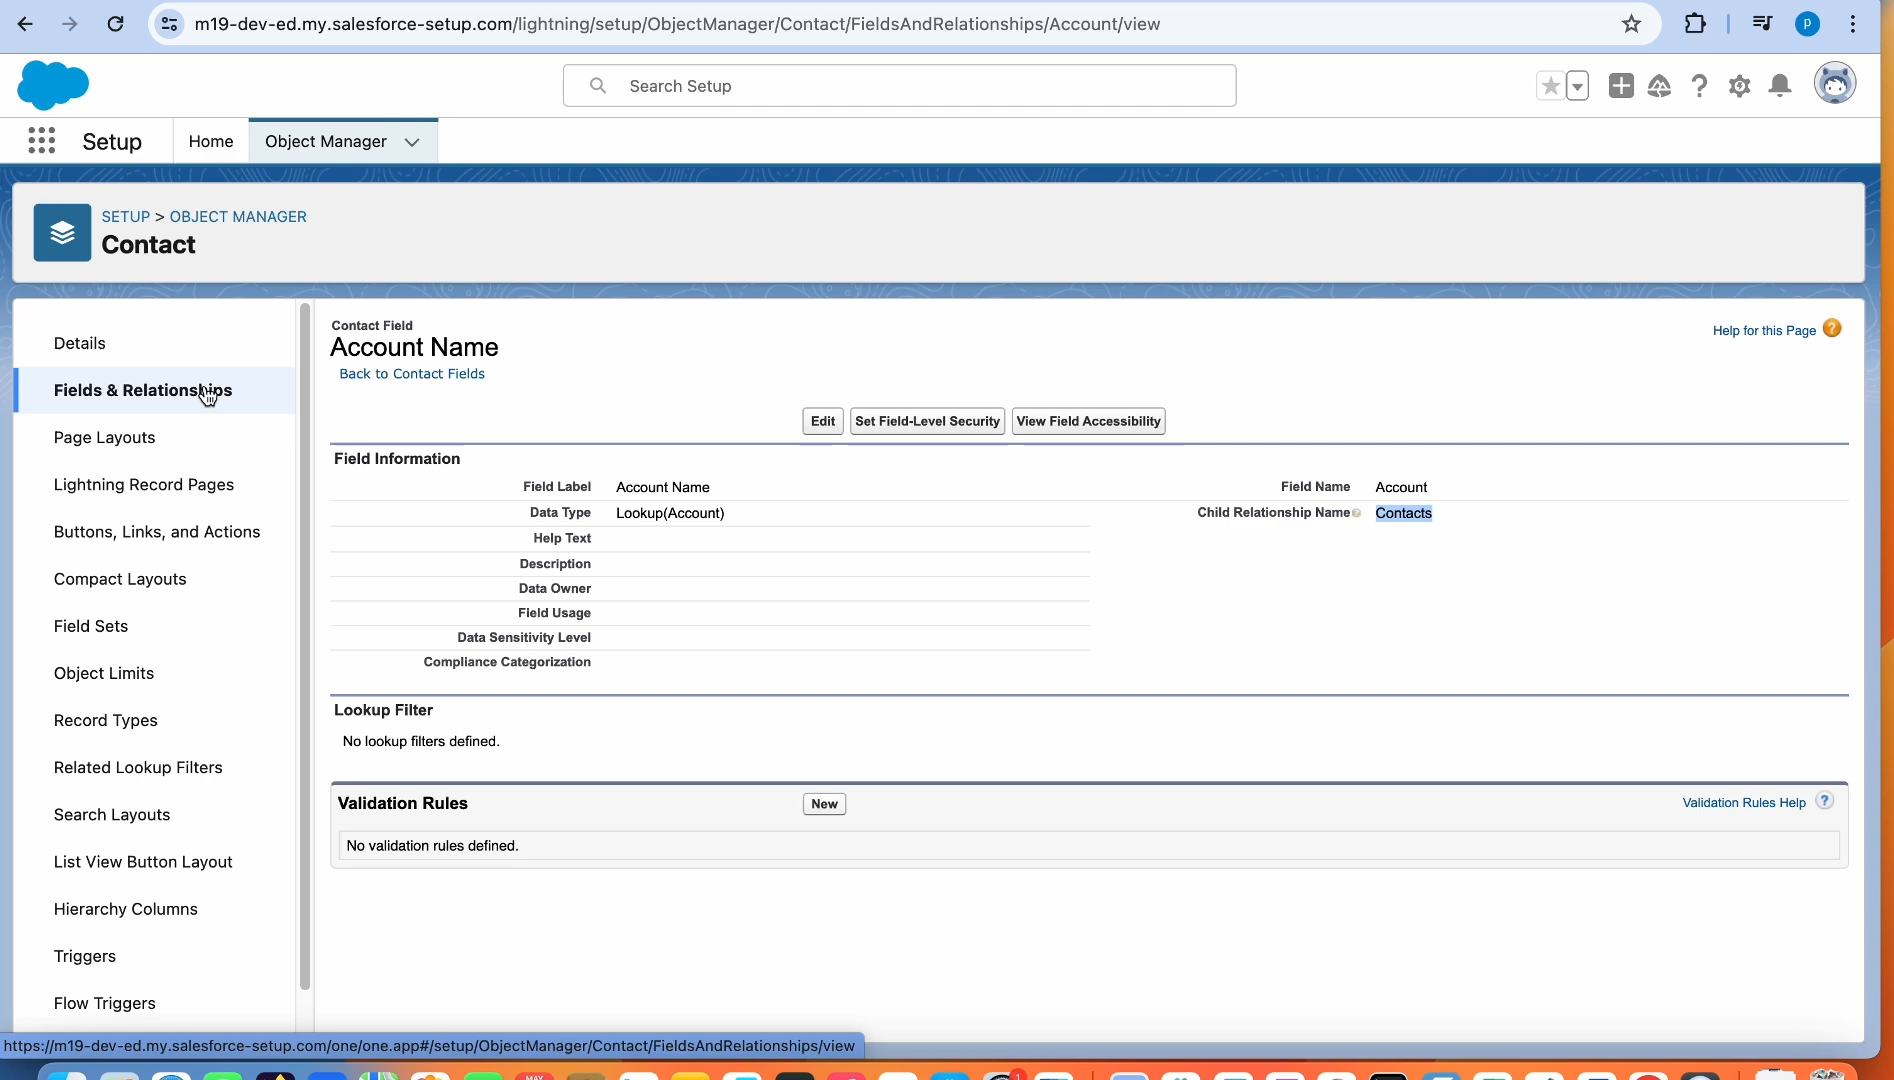 m19-dev-ed.my.salesforce-setup.com/lightning/setup/ObjectManager/Contact/FieldsAndRelationships/Account/view
p
Search Setup
Setup
Home
Object Manager
SETUP > OBJECT MANAGER
Contact
Details
Fields & Relationships
Page Layouts
Lightning Record Pages
Buttons, Links, and Actions
Compact Layouts
Field Sets
Object Limits
Record Types
Related Lookup Filters
Search Layouts
List View Button Layout
Hierarchy Columns
Triggers
Flow Triggers
Contact Field
Account Name
Back to Contact Fields
Help for this Page ?
Edit
Set Field-Level Security
View Field Accessibility
Field Information
Field Label Account Name
Field Name Account
Data Type Lookup(Account)
Child Relationship Name Contacts
Help Text
Description
Data Owner
Field Usage
Data Sensitivity Level
Compliance Categorization
Lookup Filter
No lookup filters defined.
Validation Rules
New
Validation Rules Help ?
No validation rules defined.
https://m19-dev-ed.my.salesforce-setup.com/one/one.app#/setup/ObjectManager/Contact/FieldsAndRelationships/view
MAY
1